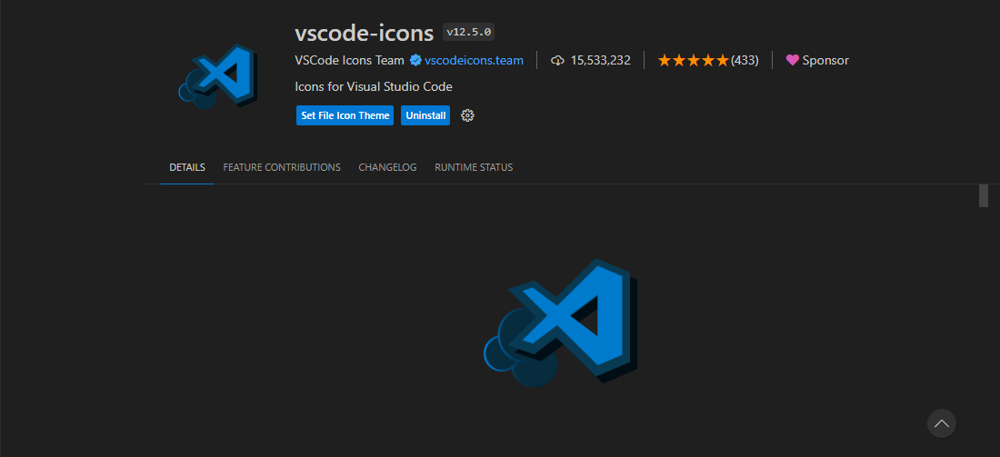 vscode-icons v12.5.0
VSCode Icons Team vscodeicons.team 15,533,232 (433) Sponsor
Icons for Visual Studio Code
Set File Icon Theme Uninstall
DETAILS FEATURE CONTRIBUTIONS CHANGELOG RUNTIME STATUS